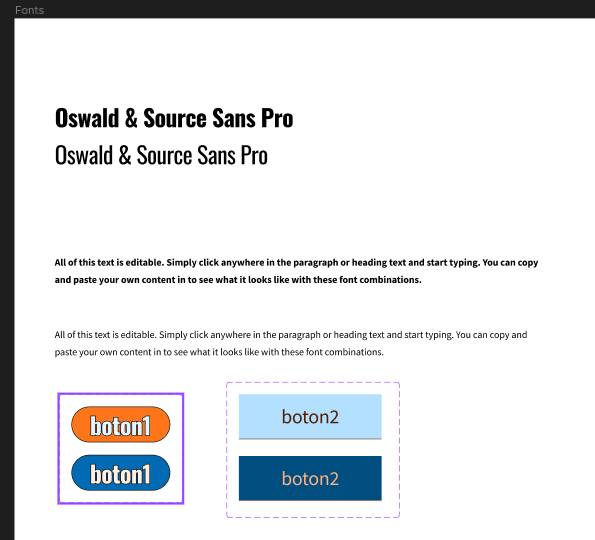 Fonts
Oswald & Source Sans Pro
Oswald & Source Sans Pro
All of this text is editable. Simply click anywhere in the paragraph or heading text and start typing. You can copy
and paste your own content in to see what it looks like with these font combinations.
All of this text is editable. Simply click anywhere in the paragraph or heading text and start typing. You can copy and
paste your own content in to see what it looks like with these font combinations.
boton1
boton1
boton2
boton2